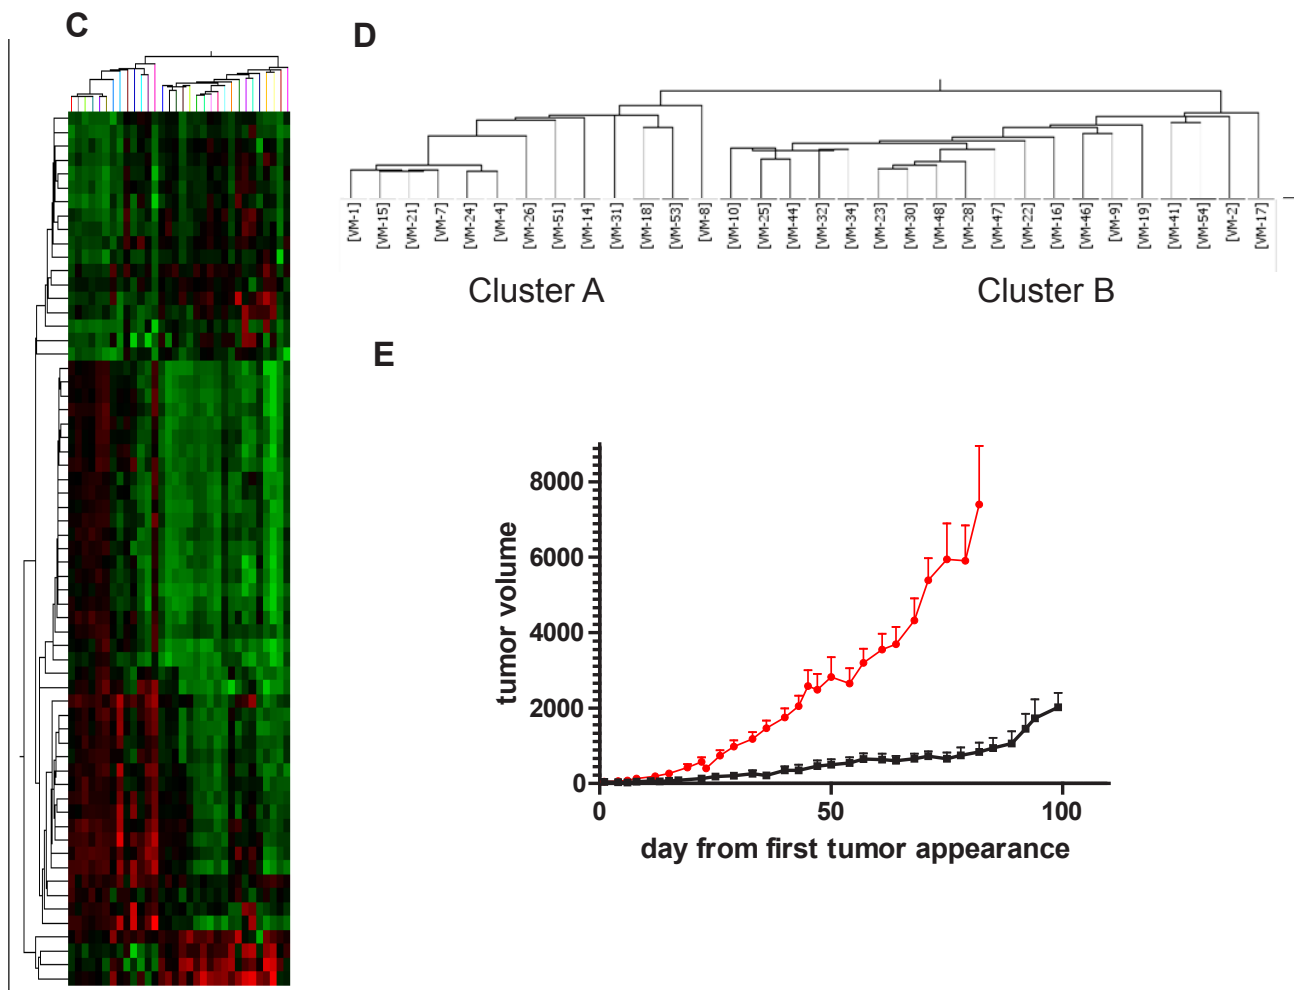 C
D
[VM-1]
[VM-15]
[VM-21]
[VM-7]
[VM-24]
[VM-4]
[VM-26]
[VM-51]
[VM-14]
[VM-31]
[VM-18]
[VM-53]
[VM-8]
[VM-10]
[VM-25]
[VM-44]
[VM-32]
[VM-34]
[VM-23]
[VM-30]
[VM-48]
[VM-28]
[VM-47]
[VM-22]
[VM-16]
[VM-46]
[VM-9]
[VM-19]
[VM-41]
[VM-54]
[VM-2]
[VM-17]
Cluster A
Cluster B
E
tumor volume
8000
6000
4000
2000
0
0
50
100
day from first tumor appearance